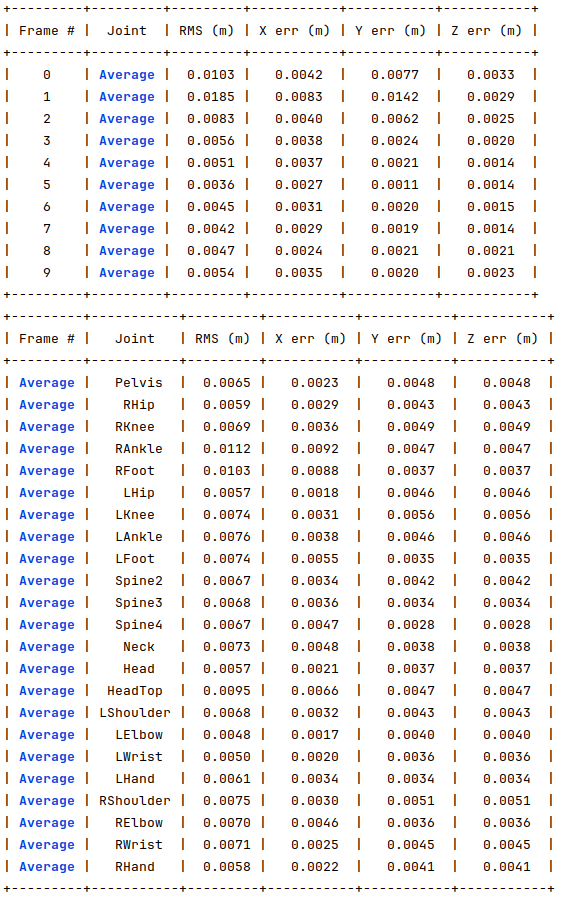 +---------+---------+---------+-----------+-----------+-----------+
| Frame # |  Joint  | RMS (m) | X err (m) | Y err (m) | Z err (m) |
+---------+---------+---------+-----------+-----------+-----------+
|    0    | Average |  0.0103 |   0.0042  |   0.0077  |   0.0033  |
|    1    | Average |  0.0185 |   0.0083  |   0.0142  |   0.0029  |
|    2    | Average |  0.0083 |   0.0040  |   0.0062  |   0.0025  |
|    3    | Average |  0.0056 |   0.0038  |   0.0024  |   0.0020  |
|    4    | Average |  0.0051 |   0.0037  |   0.0021  |   0.0014  |
|    5    | Average |  0.0036 |   0.0027  |   0.0011  |   0.0014  |
|    6    | Average |  0.0045 |   0.0031  |   0.0020  |   0.0015  |
|    7    | Average |  0.0042 |   0.0029  |   0.0019  |   0.0014  |
|    8    | Average |  0.0047 |   0.0024  |   0.0021  |   0.0021  |
|    9    | Average |  0.0054 |   0.0035  |   0.0020  |   0.0023  |
+---------+---------+---------+-----------+-----------+-----------+
+---------+-----------+---------+-----------+-----------+-----------+
| Frame # |   Joint   | RMS (m) | X err (m) | Y err (m) | Z err (m) |
+---------+-----------+---------+-----------+-----------+-----------+
| Average |   Pelvis  |  0.0065 |   0.0023  |   0.0048  |   0.0048  |
| Average |    RHip   |  0.0059 |   0.0029  |   0.0043  |   0.0043  |
| Average |   RKnee   |  0.0069 |   0.0036  |   0.0049  |   0.0049  |
| Average |   RAnkle  |  0.0112 |   0.0092  |   0.0047  |   0.0047  |
| Average |   RFoot   |  0.0103 |   0.0088  |   0.0037  |   0.0037  |
| Average |    LHip   |  0.0057 |   0.0018  |   0.0046  |   0.0046  |
| Average |   LKnee   |  0.0074 |   0.0031  |   0.0056  |   0.0056  |
| Average |   LAnkle  |  0.0076 |   0.0038  |   0.0046  |   0.0046  |
| Average |   LFoot   |  0.0074 |   0.0055  |   0.0035  |   0.0035  |
| Average |   Spine2  |  0.0067 |   0.0034  |   0.0042  |   0.0042  |
| Average |   Spine3  |  0.0068 |   0.0036  |   0.0034  |   0.0034  |
| Average |   Spine4  |  0.0067 |   0.0047  |   0.0028  |   0.0028  |
| Average |    Neck   |  0.0073 |   0.0048  |   0.0038  |   0.0038  |
| Average |    Head   |  0.0057 |   0.0021  |   0.0037  |   0.0037  |
| Average |  HeadTop  |  0.0095 |   0.0066  |   0.0047  |   0.0047  |
| Average | LShoulder |  0.0068 |   0.0032  |   0.0043  |   0.0043  |
| Average |   LElbow  |  0.0048 |   0.0017  |   0.0040  |   0.0040  |
| Average |   LWrist  |  0.0050 |   0.0020  |   0.0036  |   0.0036  |
| Average |   LHand   |  0.0061 |   0.0034  |   0.0034  |   0.0034  |
| Average | RShoulder |  0.0075 |   0.0030  |   0.0051  |   0.0051  |
| Average |   RElbow  |  0.0070 |   0.0046  |   0.0036  |   0.0036  |
| Average |   RWrist  |  0.0071 |   0.0025  |   0.0045  |   0.0045  |
| Average |   RHand   |  0.0058 |   0.0022  |   0.0041  |   0.0041  |
+---------+-----------+---------+-----------+-----------+-----------+